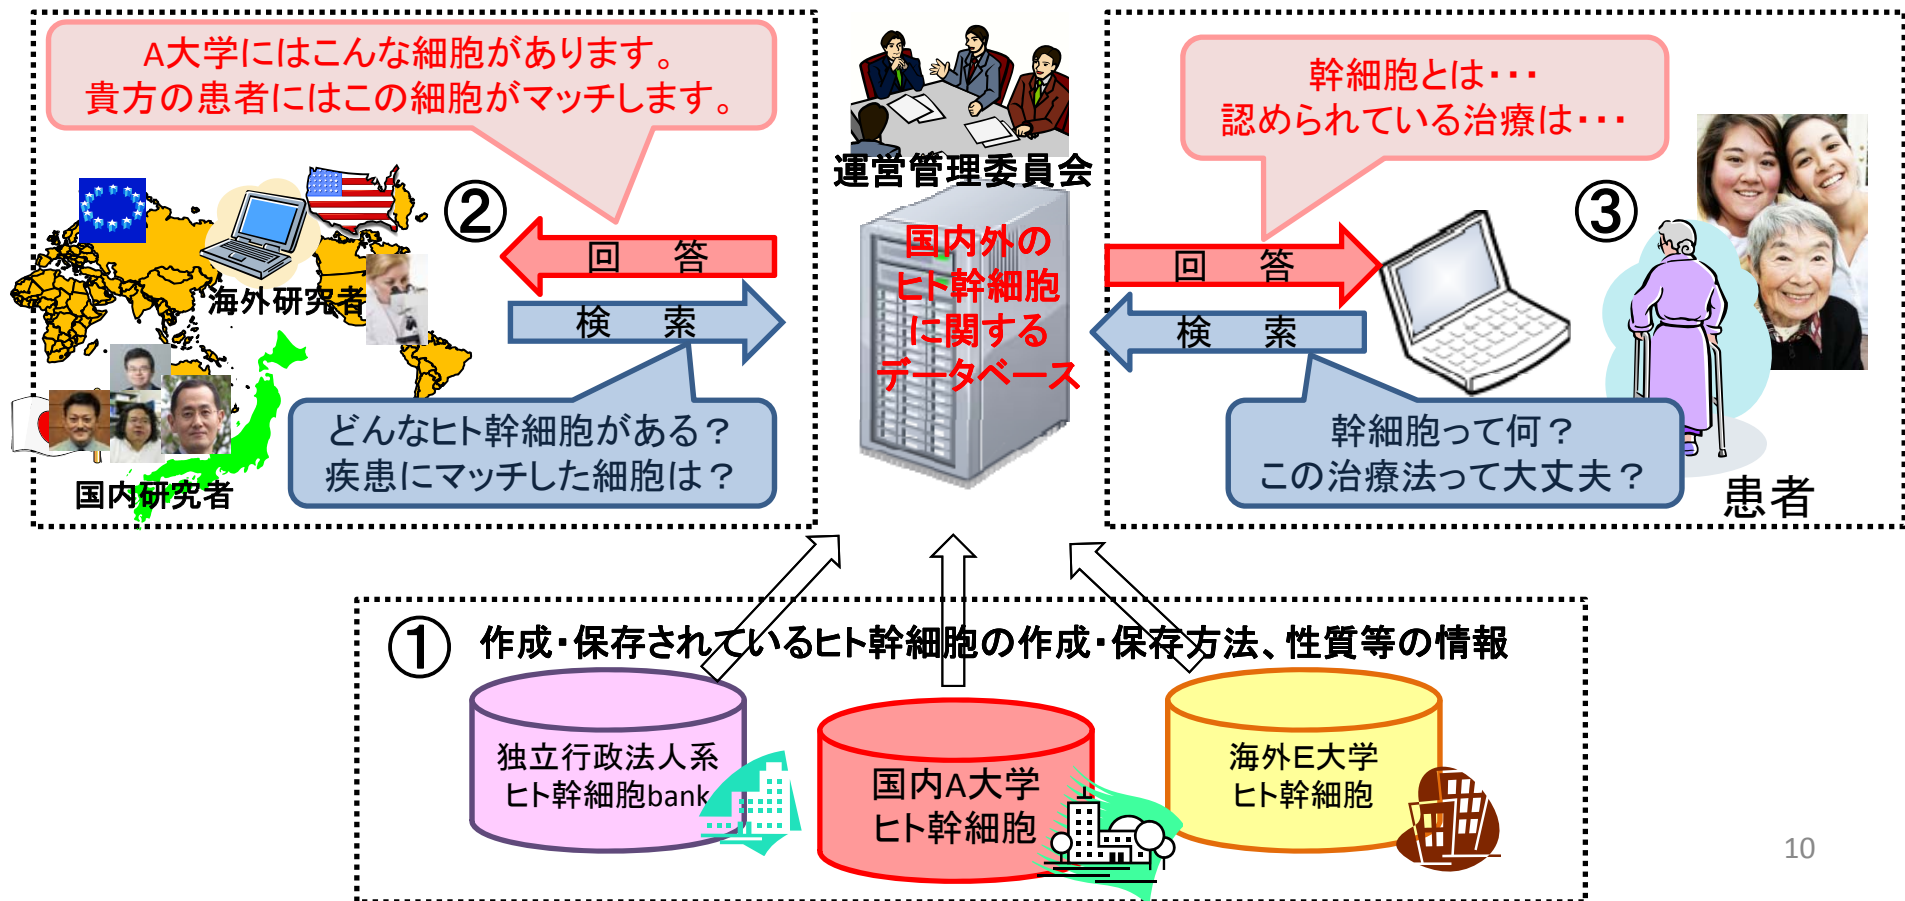 A大学にはこんな細胞があります。
貴方の患者にはこの細胞がマッチします。
運営管理委員会
幹細胞とは・・・
認められている治療は・・・
②
回 答
検 索
海外研究者
国内研究者
どんなヒト幹細胞がある？
疾患にマッチした細胞は？
国内外の
ヒト幹細胞
に関する
データベース
③
回 答
検 索
幹細胞って何？
この治療法って大丈夫？
患者
① 作成・保存されているヒト幹細胞の作成・保存方法、性質等の情報
独立行政法人系
ヒト幹細胞bank
国内A大学
ヒト幹細胞
海外E大学
ヒト幹細胞
10